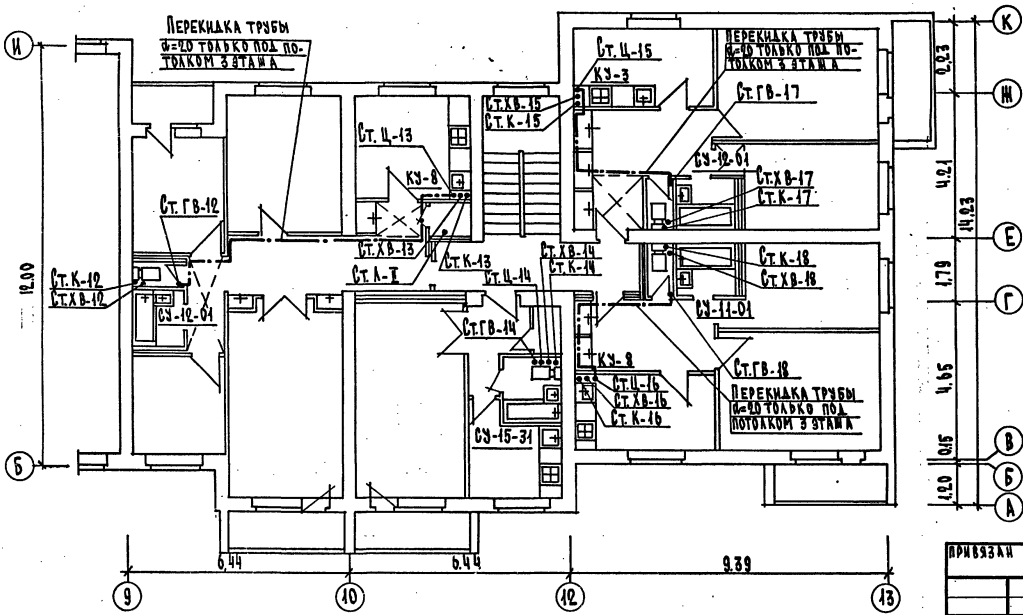 Перекидка трубы
d=20 только под по-
толком 3 этажа
Ст. Ц-15
КУ-3
Перекидка трубы
d=20 только под по-
толком 3 этажа
Ст. ГВ-17
Ст.ХВ-15
Ст. К-15
Ст. Ц-13
КУ-8
СУ-12-01
Ст.ХВ-17
Ст.К-17
Ст. ГВ-12
Ст.ХВ-13
Ст. К-13
Ст. А-II
Ст.ХВ-14
Ст.К-14
Ст.Ц-14
Ст.К-18
Ст.ХВ-18
Ст.К-12
Ст.ХВ-12
СУ-12-01
СУ-11-01
Ст.ГВ-14
КУ-8
Ст.Ц-16
Ст.ХВ-16
Ст.К-16
Ст.ГВ-18
Перекидка трубы
d=20 только под
потолком 3 этажа
СУ-15-31
И
Б
12.00
К
Ж
Е
Г
В
Б
А
2.23
4.21
14.23
1.79
4.65
0.15
1.20
6.44
6.44
9.39
9
10
12
13
Привязан